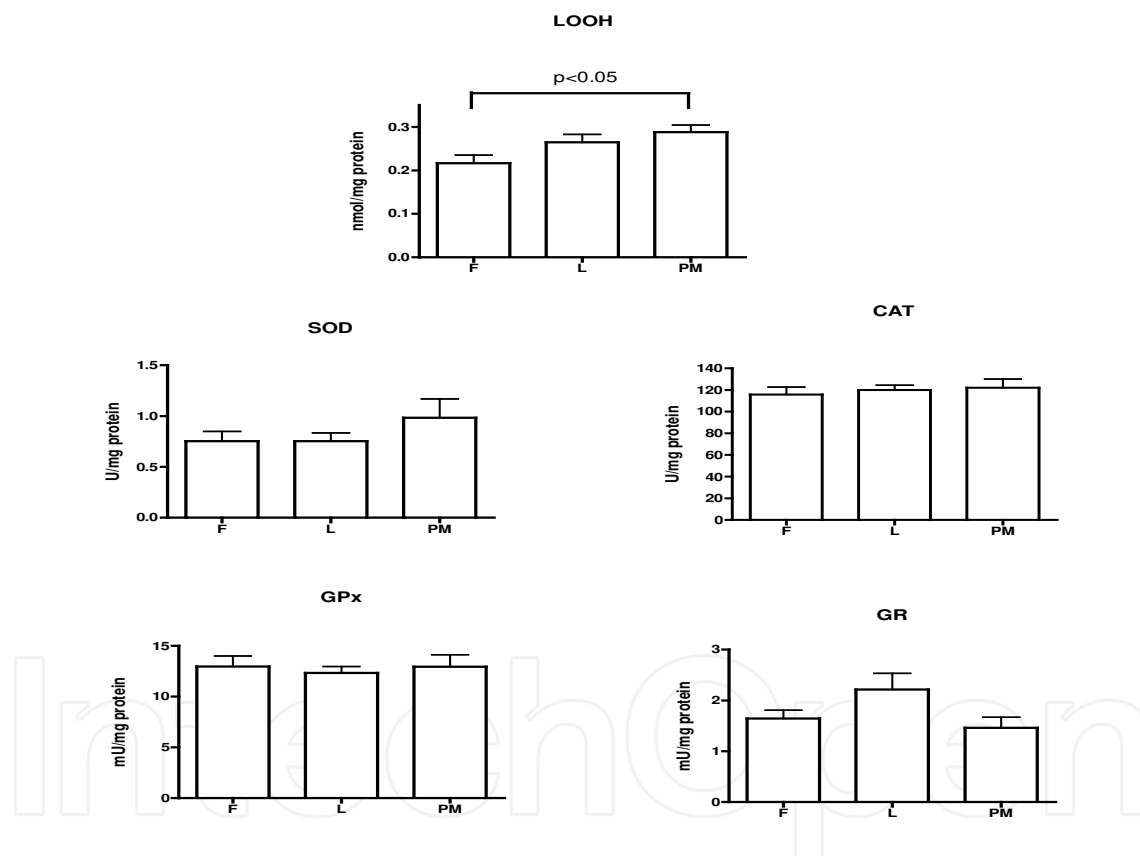 LOOH
p<0.05
nmol/mg protein
0.3
0.2
0.1
0.0
F L PM
SOD
U/mg protein
1.5
1.0
0.5
0.0
F L PM
CAT
U/mg protein
140
120
100
80
60
40
20
0
F L PM
GPx
mU/mg protein
15
10
5
0
F L PM
GR
mU/mg protein
3
2
1
0
F L PM
IntechOpen